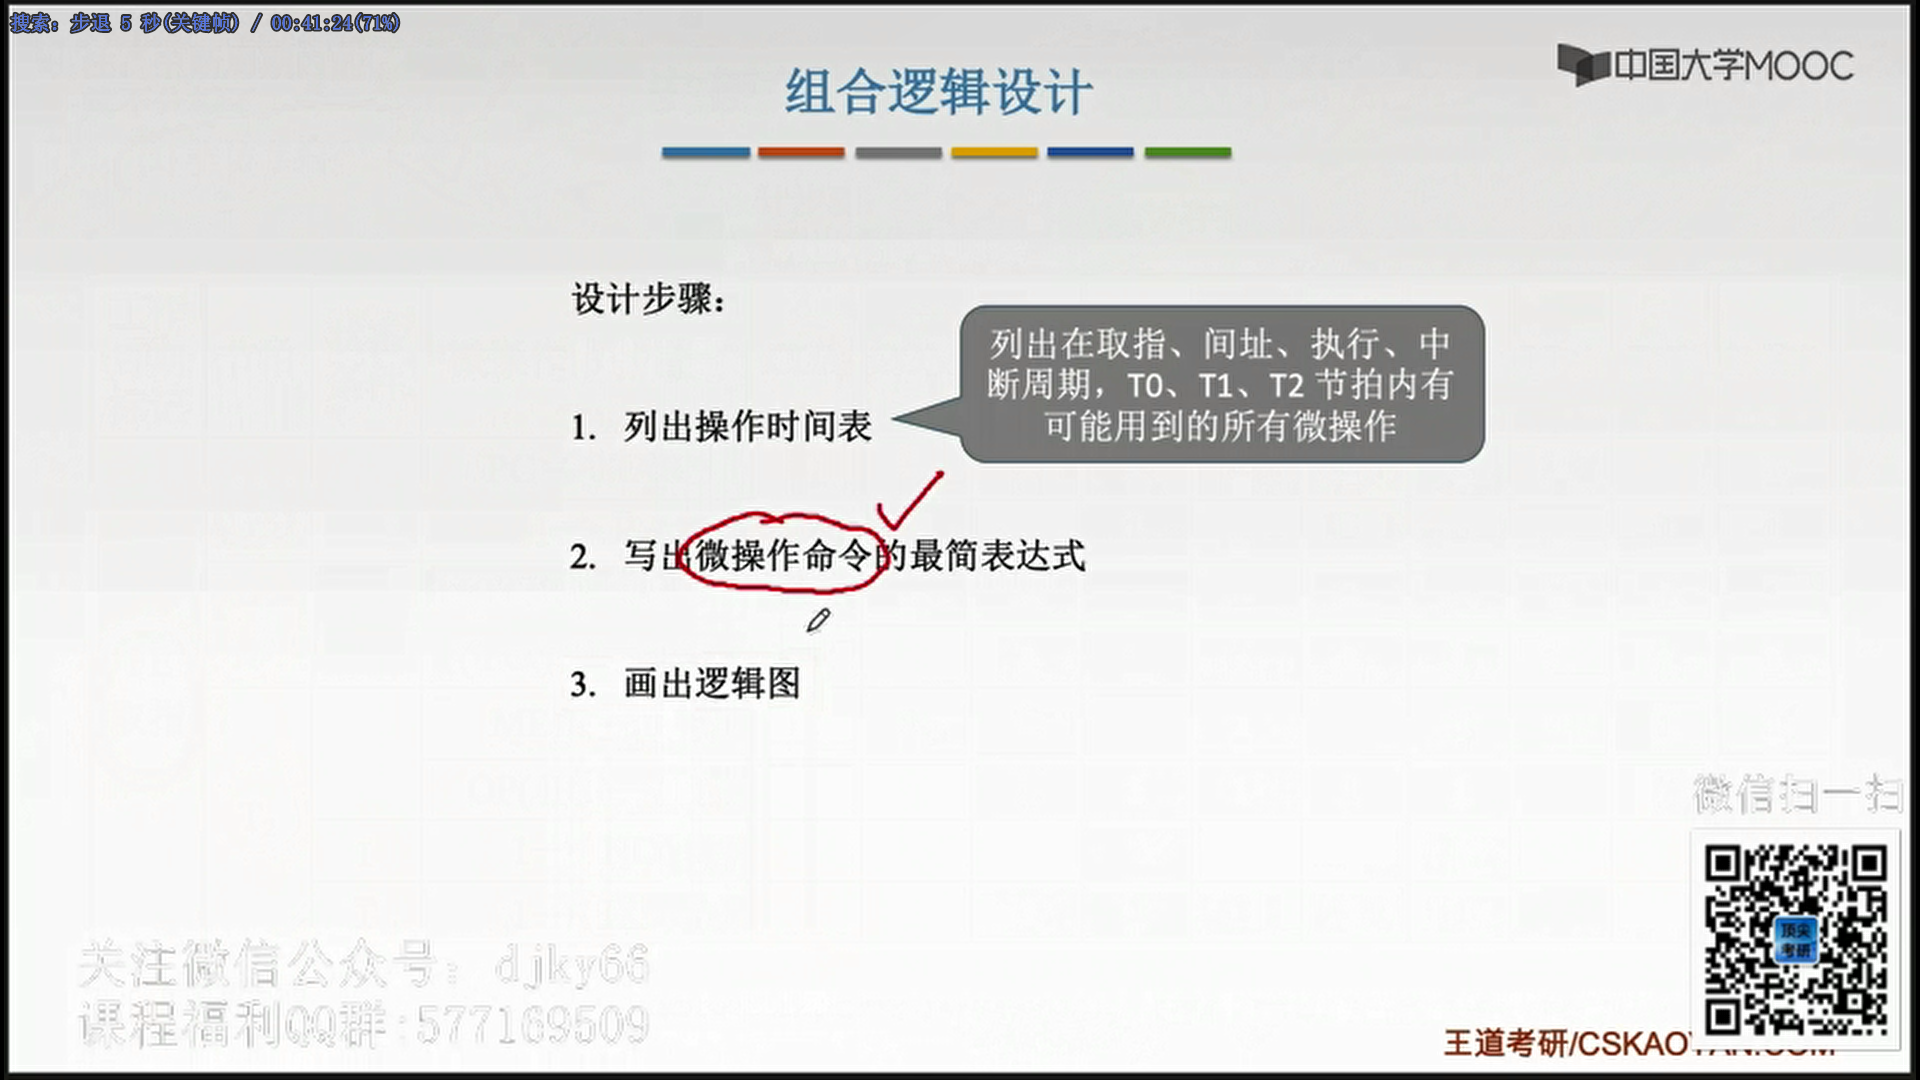 搜索: 步退 5 秒(关键帧) / 00:41:24(71%)
中国大学MOOC
组合逻辑设计
设计步骤：
列出在取指、间址、执行、中
断周期，T0、T1、T2 节拍内有
可能用到的所有微操作
1. 列出操作时间表
2. 写出微操作命令的最简表达式
3. 画出逻辑图
微信扫一扫
顶尖
考研
关注微信公众号：djky66
课程福利QQ群:577169509
王道考研/CSKAOYAN.COM